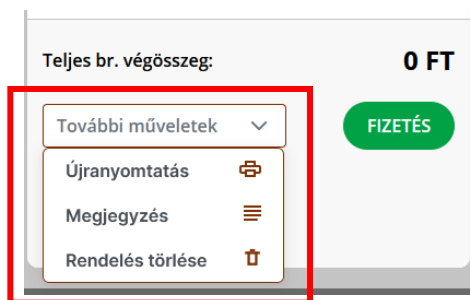 Teljes br. végösszeg:
0 FT
További műveletek
FIZETÉS
Újranyomtatás
Megjegyzés
Rendelés törlése